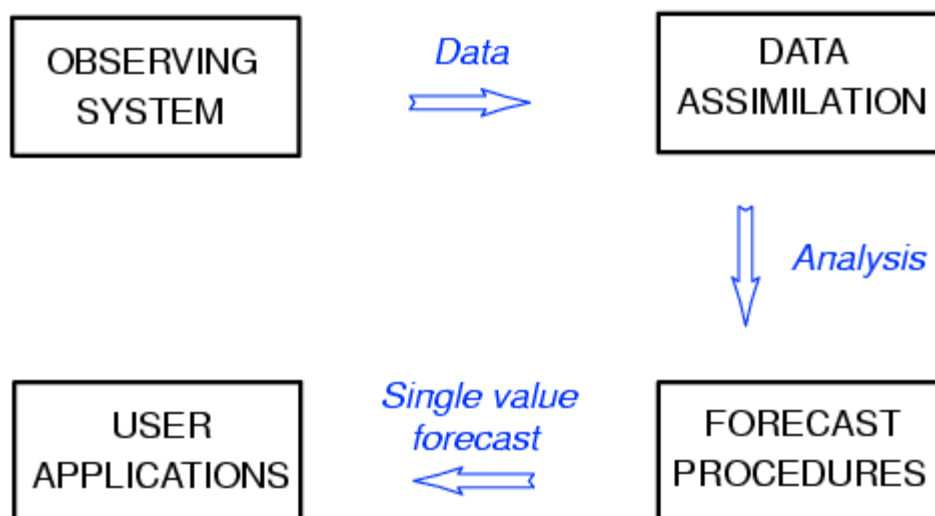 OBSERVING
SYSTEM
Data
DATA
ASSIMILATION
Analysis
FORECAST
PROCEDURES
Single value
forecast
USER
APPLICATIONS